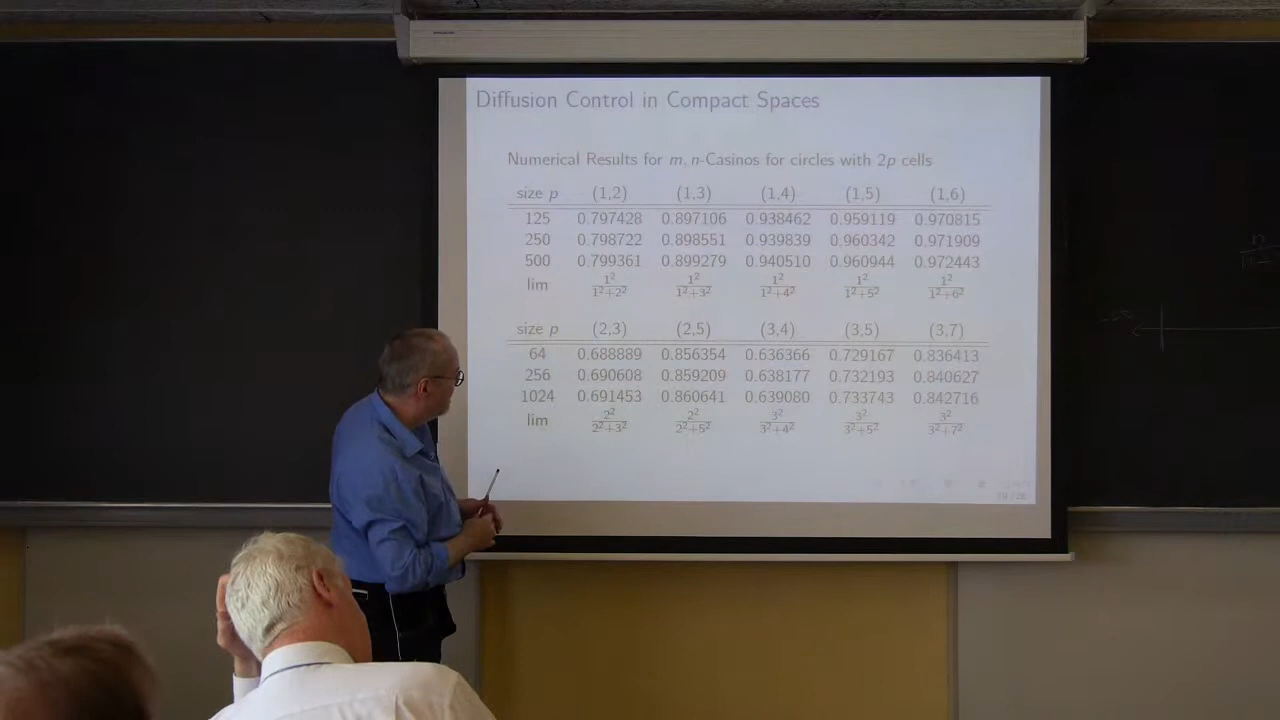 Diffusion Control in Compact Spaces
Numerical Results for m, n-Casinos for circles with 2p cells
size p (1,2) (1,3) (1,4) (1,5) (1,6)
125 0.797428 0.897106 0.938462 0.959119 0.970815
250 0.798722 0.898551 0.939839 0.960342 0.971909
500 0.799361 0.899279 0.940510 0.960944 0.972443
lim 1²/1²+2² 1²/1²+3² 1²/1²+4² 1²/1²+5² 1²/1²+6²
size p (2,3) (2,5) (3,4) (3,5) (3,7)
64 0.688889 0.856354 0.636366 0.729167 0.836413
256 0.690608 0.859209 0.638177 0.732193 0.840627
1024 0.691453 0.860641 0.639080 0.733743 0.842716
lim 2²/2²+3² 2²/2²+5² 3²/3²+4² 3²/3²+5² 3²/3²+7²